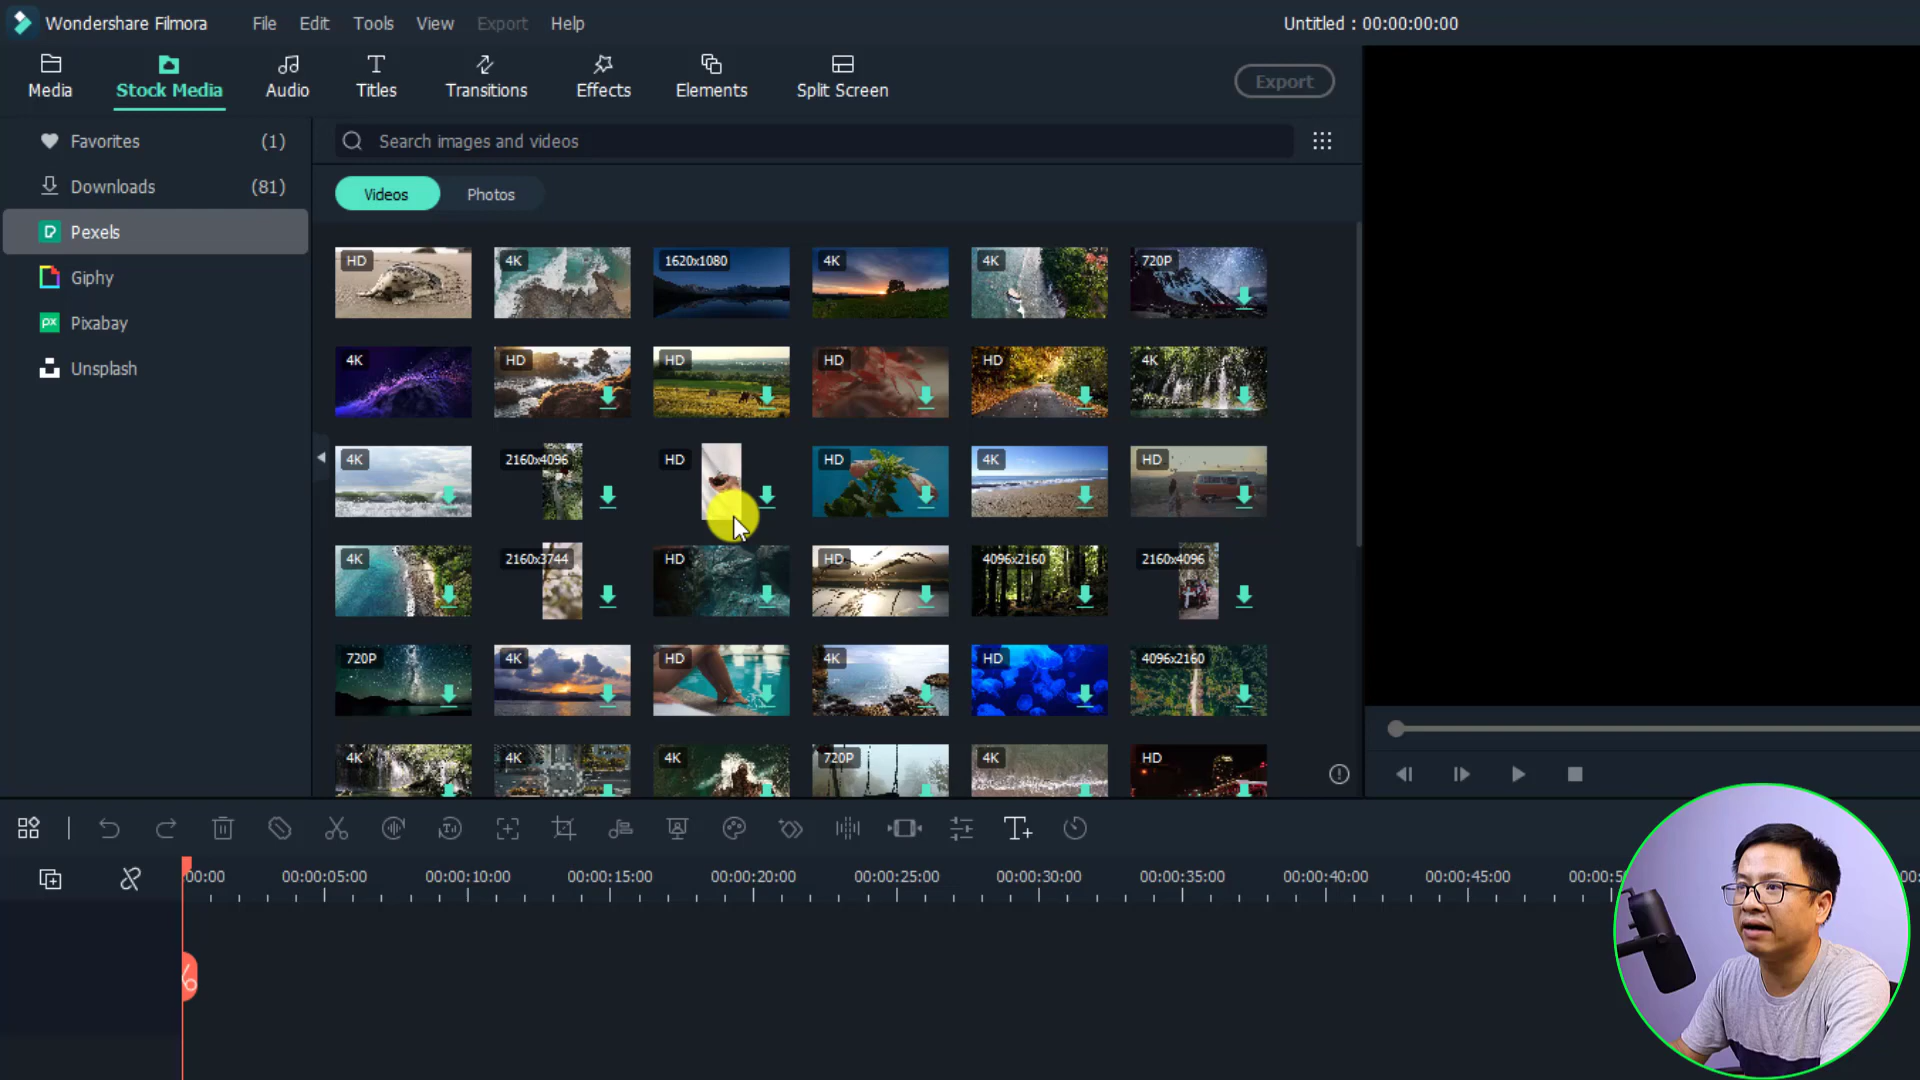 Wondershare Filmora File Edit Tools View Export Help Untitled : 00:00:00:00
Media Stock Media Audio Titles Transitions Effects Elements Split Screen Export
Favorites (1)
Search images and videos
Downloads (81)
Videos Photos
Pexels
Giphy
Pixabay
Unsplash
HD 4K 1620x1080 4K 4K 720P
4K HD HD HD HD 4K
4K 2160x4096 HD HD 4K HD
4K 2160x3744 HD HD 4096x2160 2160x4096
720P 4K HD 4K HD 4096x2160
4K 4K 4K 720P 4K HD
00:00 00:00:05:00 00:00:10:00 00:00:15:00 00:00:20:00 00:00:25:00 00:00:30:00 00:00:35:00 00:00:40:00 00:00:45:00